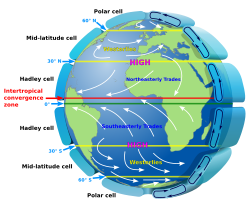 Polar cell
60° N
Mid-latitude cell
Westerlies
30° N
HIGH
Hadley cell
Northeasterly Trades
Intertropical
convergence
zone
0°
Southeasterly Trades
Hadley cell
HIGH
30° S
Mid-latitude cell
Westerlies
60° S
Polar cell